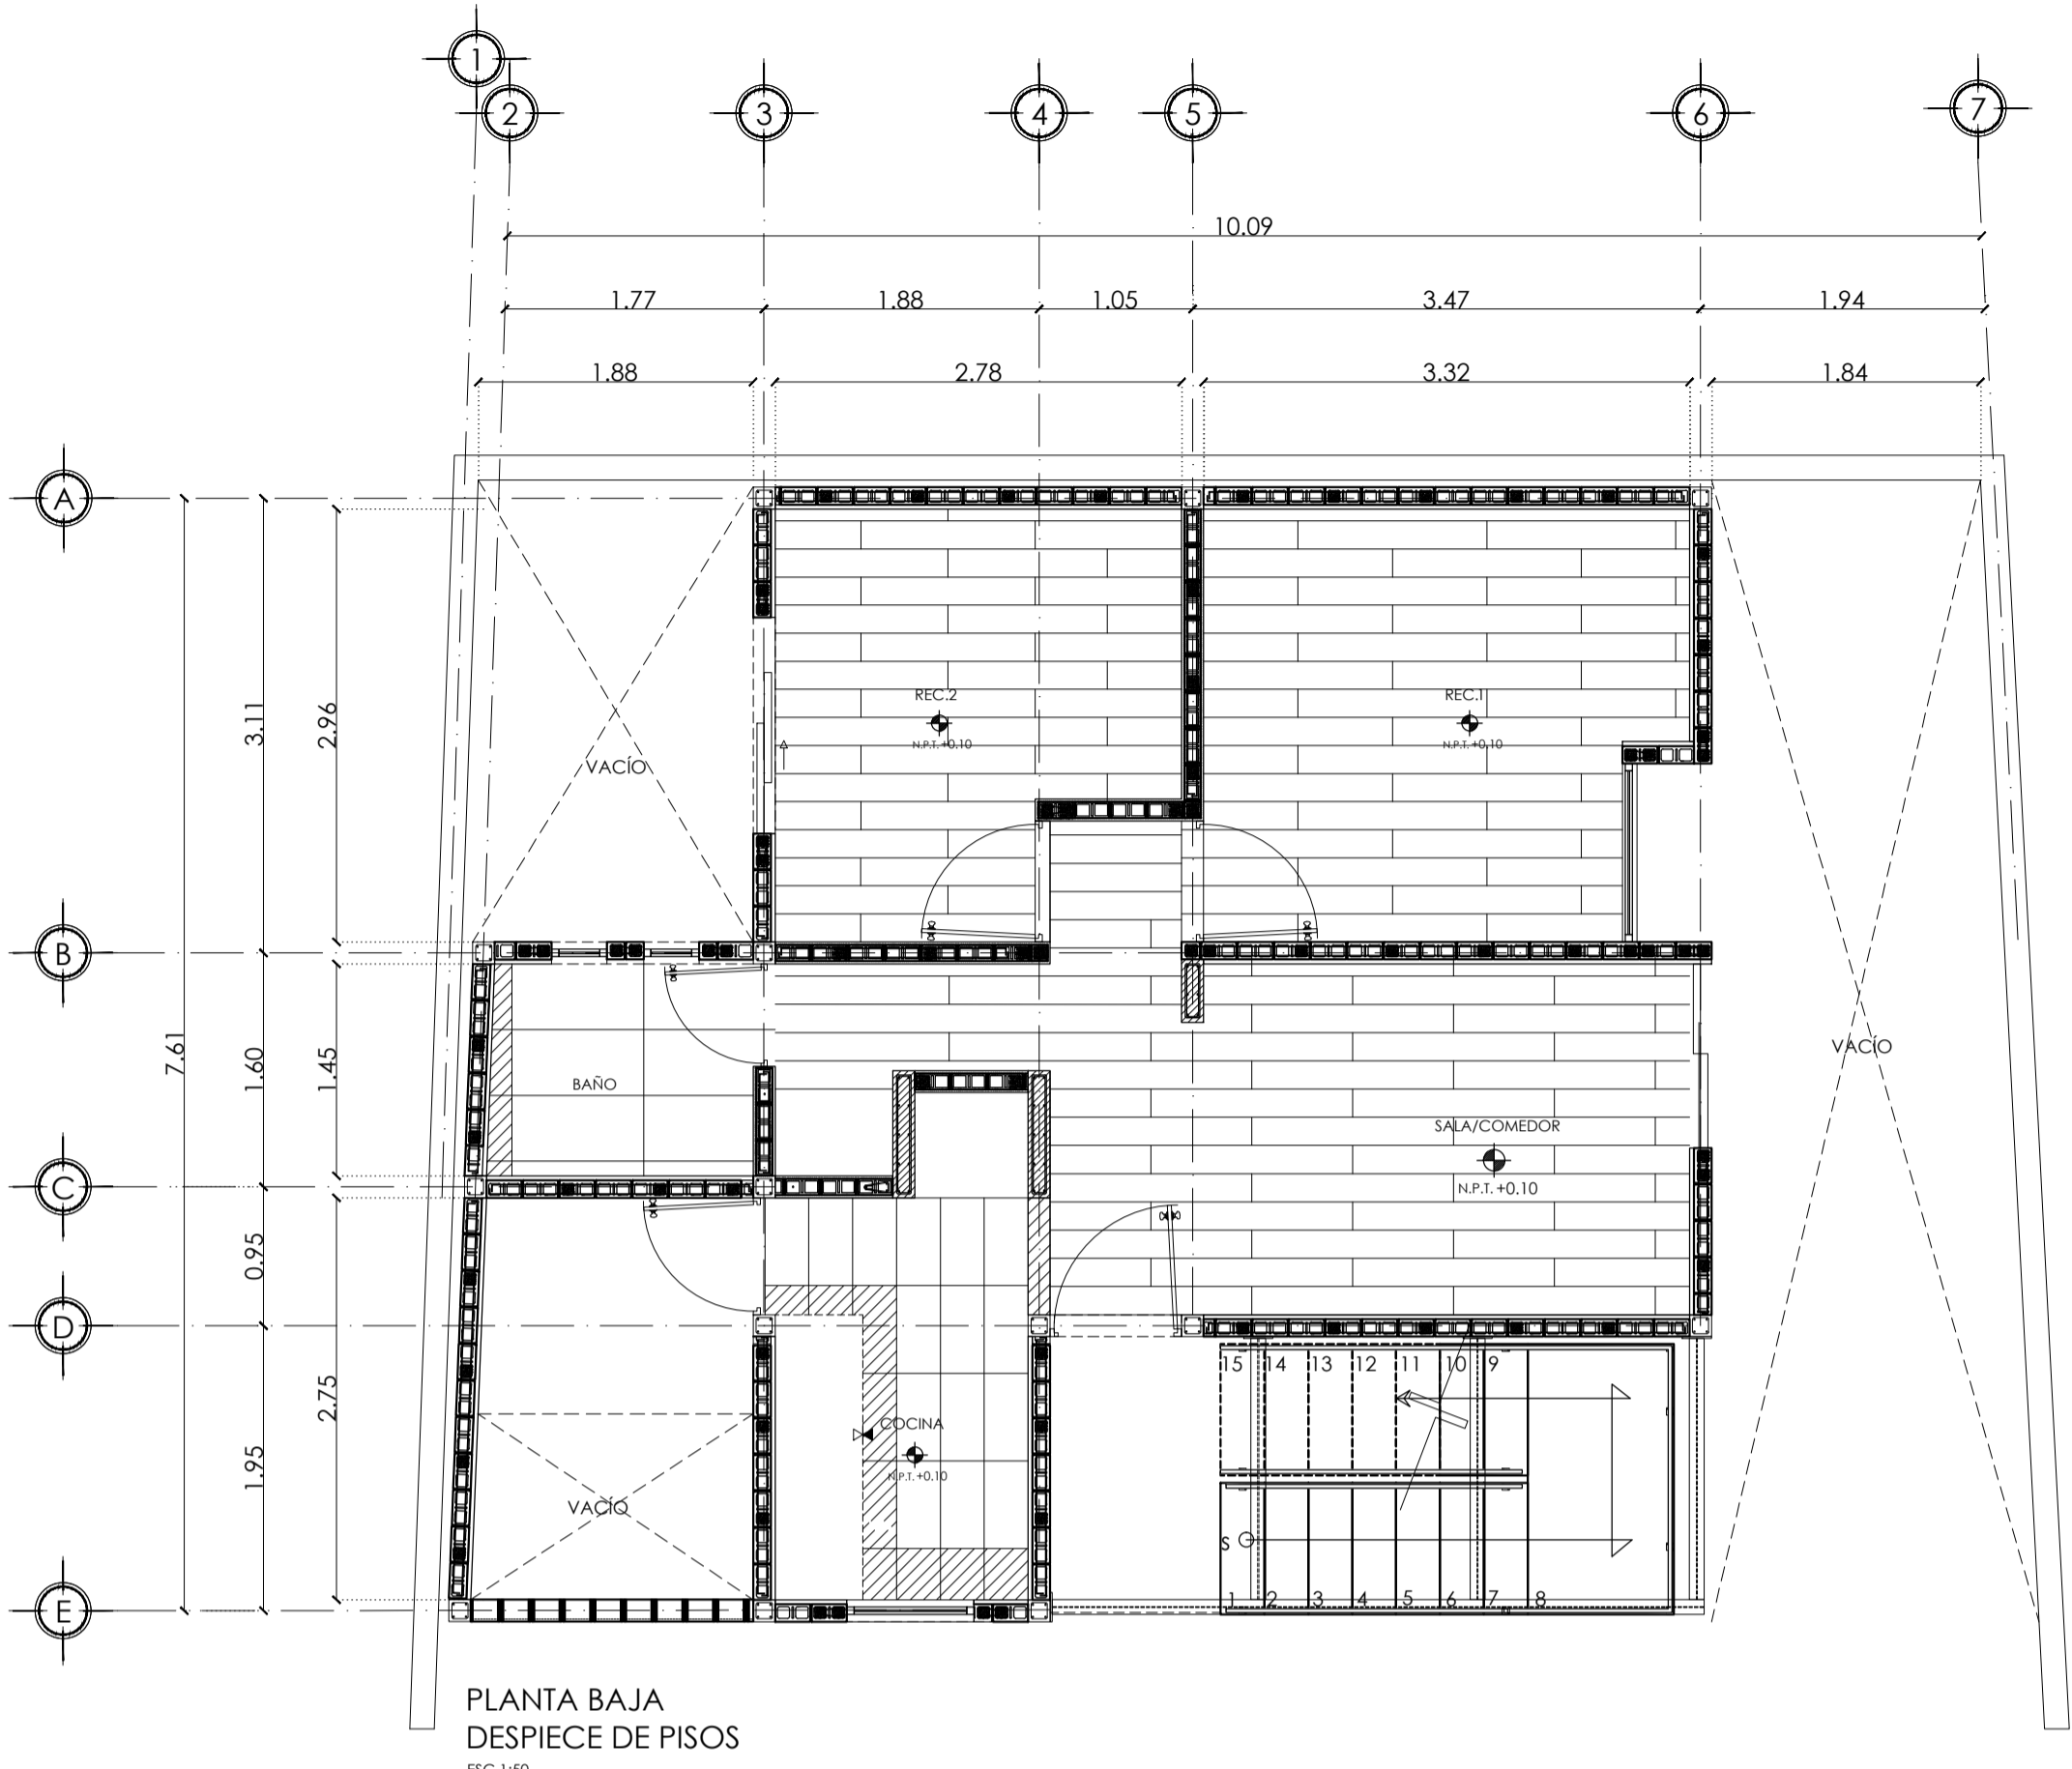 1
2
3
4
5
6
7
10.09
1.77
1.88
1.05
3.47
1.94
1.88
2.78
3.32
1.84
A
B
C
D
E
7.61
3.11
1.60
0.95
1.95
2.96
1.45
2.75
REC.2
N.P.T. +0.10
REC.1
N.P.T. +0.10
VACÍO
VACÍO
BAÑO
SALA/COMEDOR
N.P.T. +0.10
COCINA
N.P.T. +0.10
VACÍO
15 14 13 12 11 10 9
S
1 2 3 4 5 6 7 8
PLANTA BAJA
DESPIECE DE PISOS
ESC 1:50